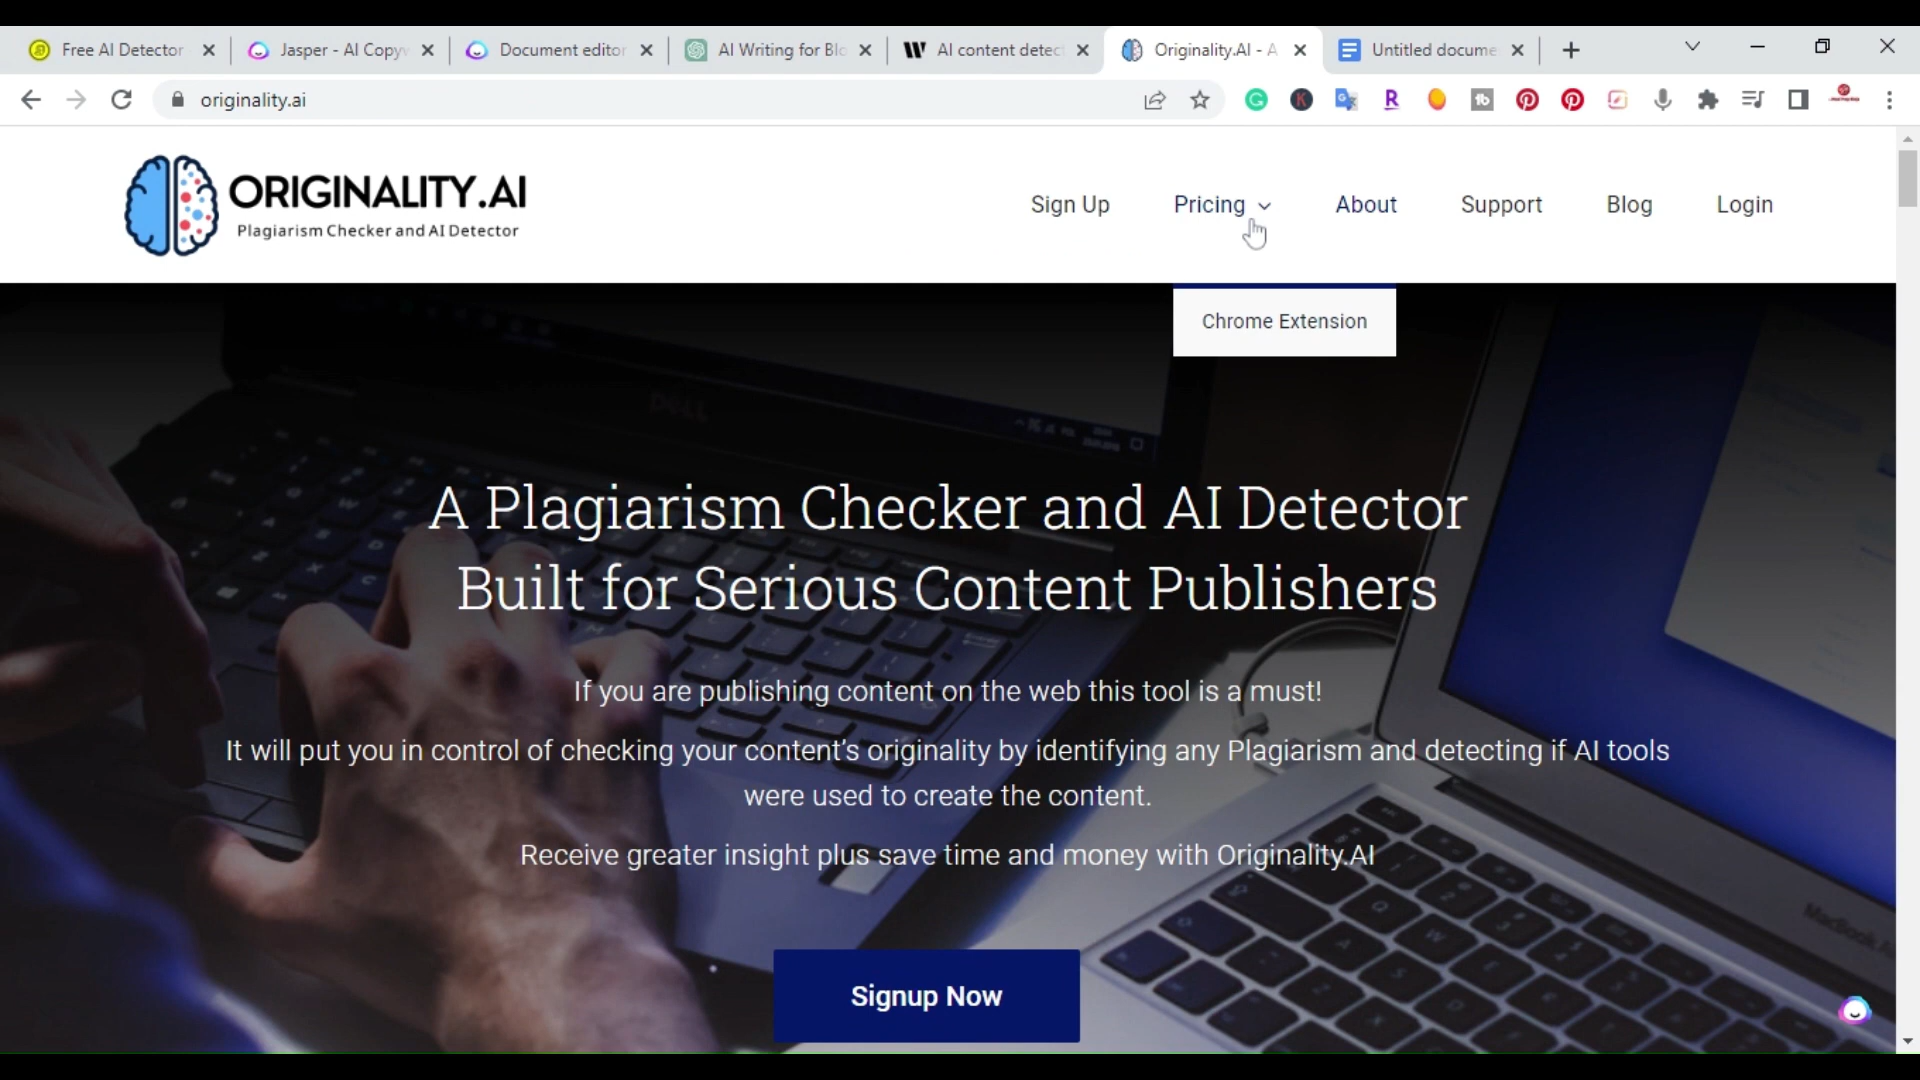 Free AI Detector
Jasper - AI Copyw
Document editor
AI Writing for Blo
AI content detect
Originality.AI - A
Untitled docume
originality.ai
ORIGINALITY.AI
Plagiarism Checker and AI Detector
Sign Up
Pricing
About
Support
Blog
Login
Chrome Extension
DELL
A Plagiarism Checker and AI Detector
Built for Serious Content Publishers
If you are publishing content on the web this tool is a must!
It will put you in control of checking your content's originality by identifying any Plagiarism and detecting if AI tools
were used to create the content.
Receive greater insight plus save time and money with Originality.AI
Signup Now